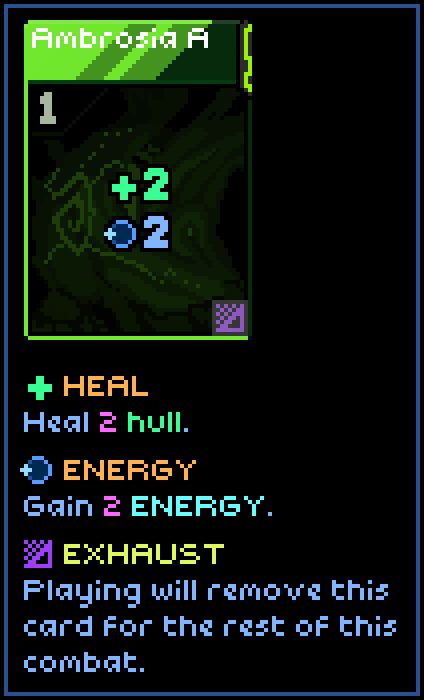 Ambrosia A
1
+2
2
HEAL
Heal 2 hull.
ENERGY
Gain 2 ENERGY.
EXHAUST
Playing will remove this
card for the rest of this
combat.